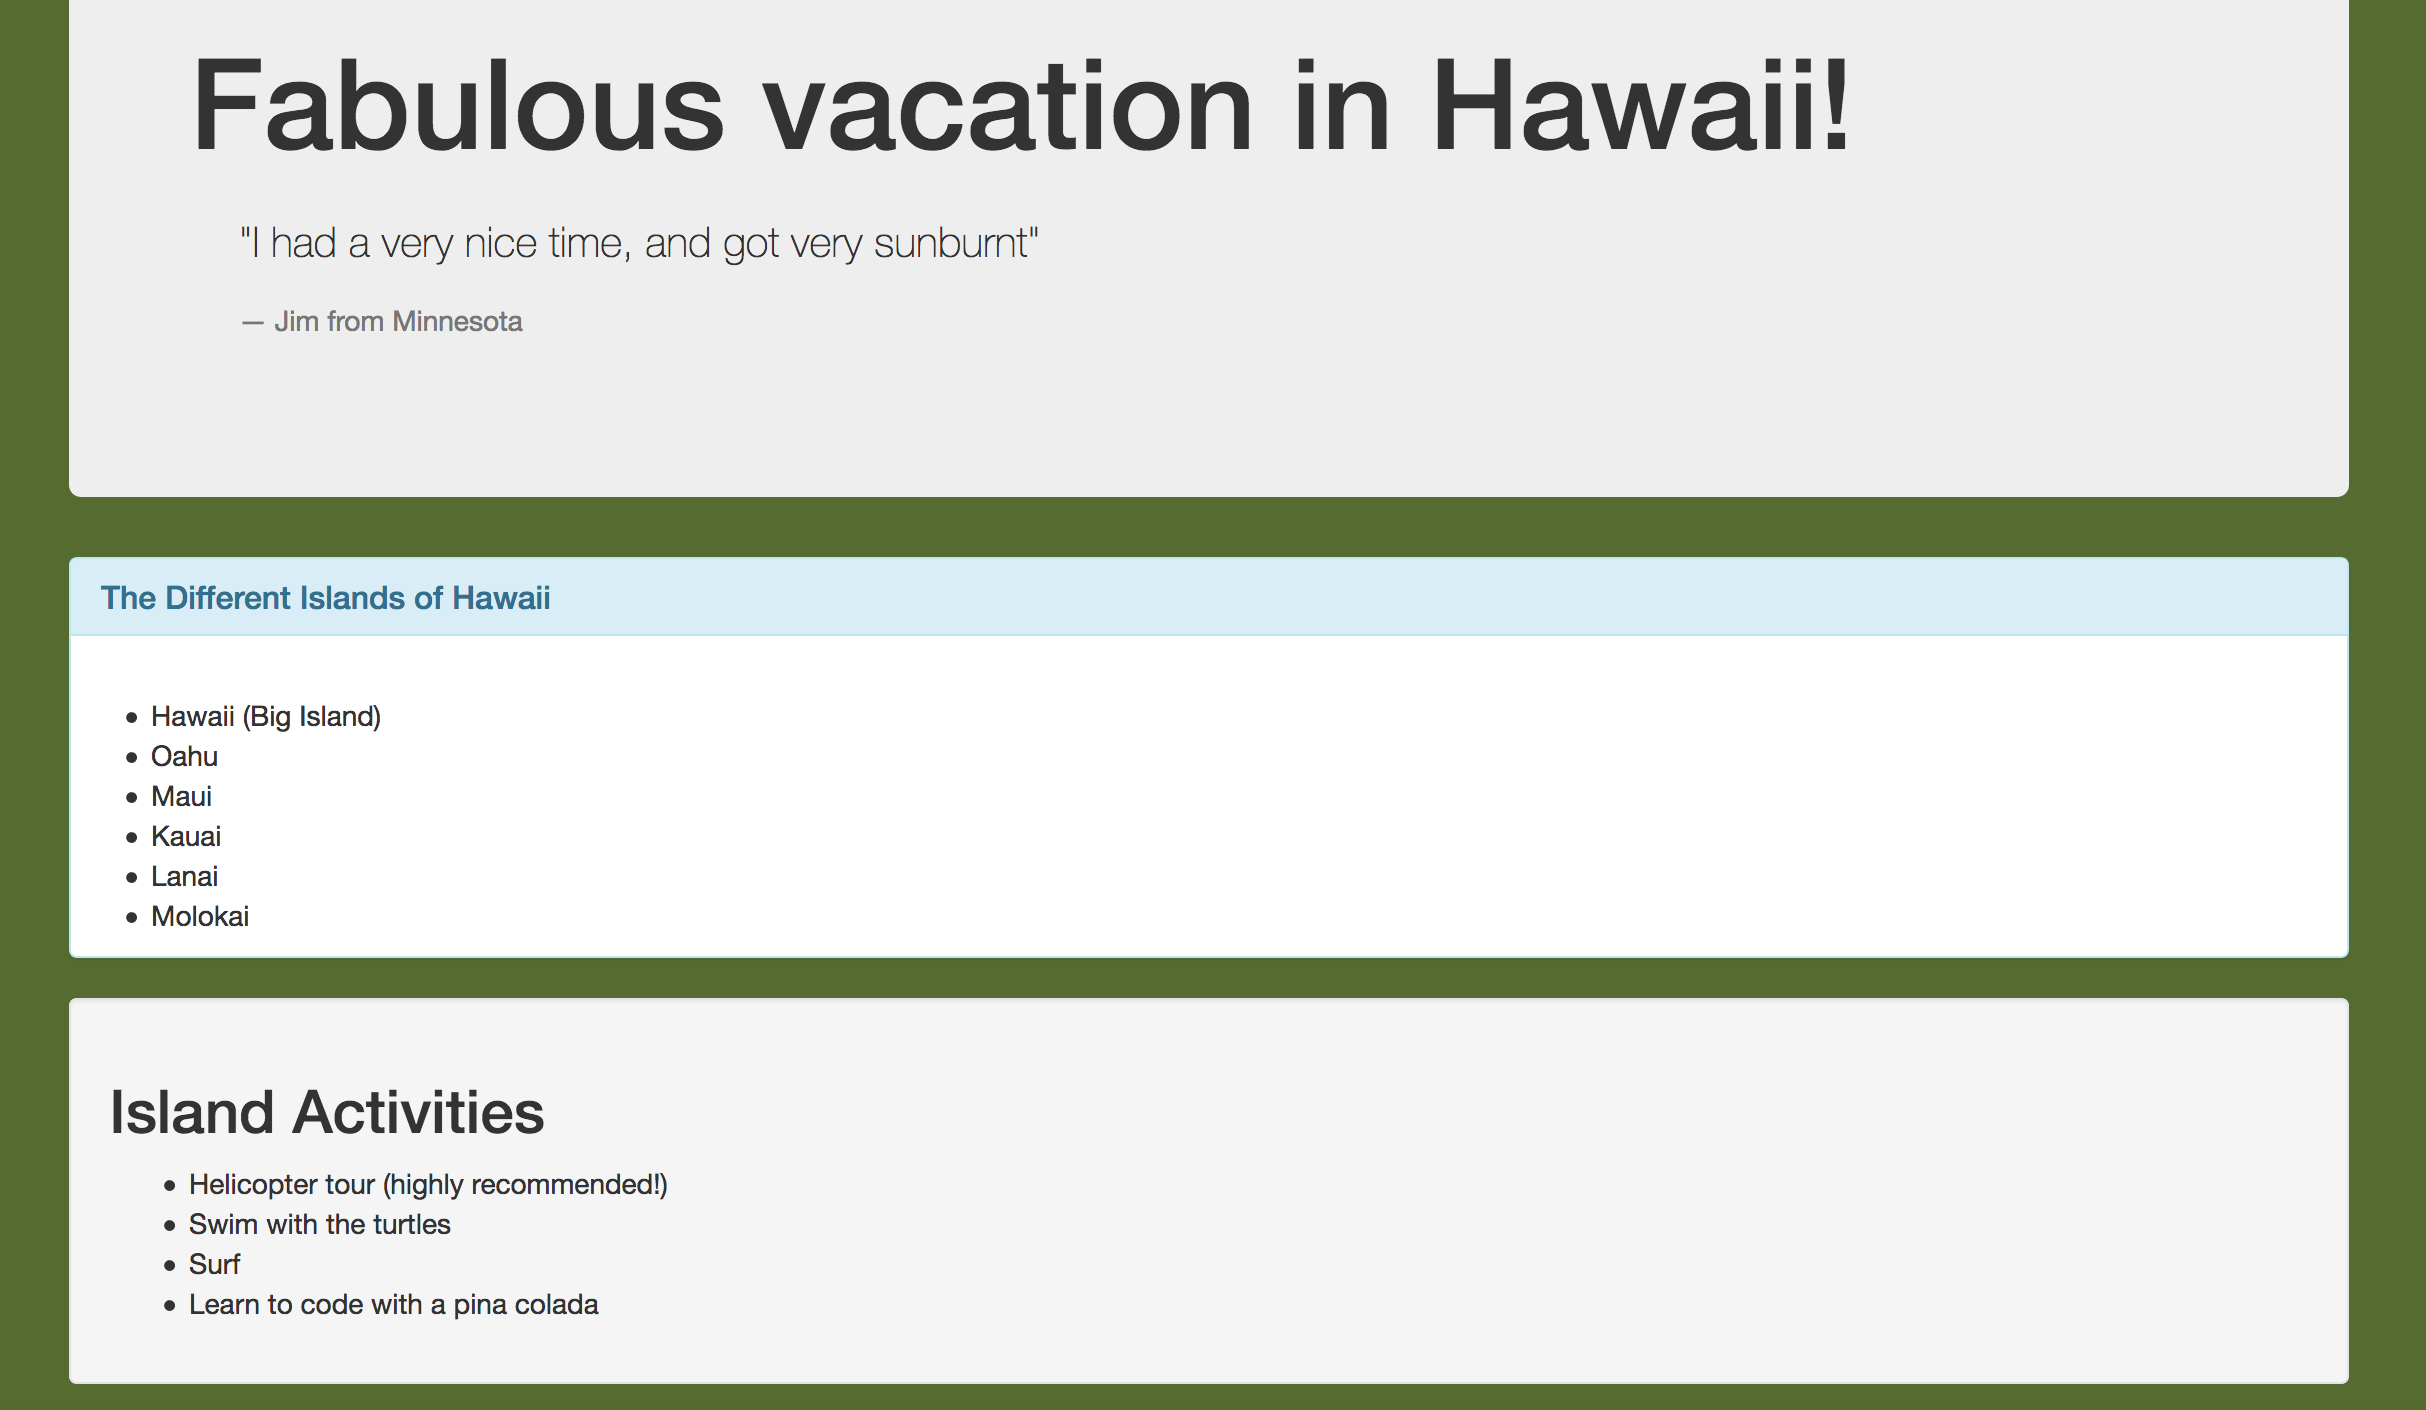 Fabulous vacation in Hawaii!
"I had a very nice time, and got very sunburnt"
— Jim from Minnesota
The Different Islands of Hawaii
• Hawaii (Big Island)
• Oahu
• Maui
• Kauai
• Lanai
• Molokai
Island Activities
• Helicopter tour (highly recommended!)
• Swim with the turtles
• Surf
• Learn to code with a pina colada